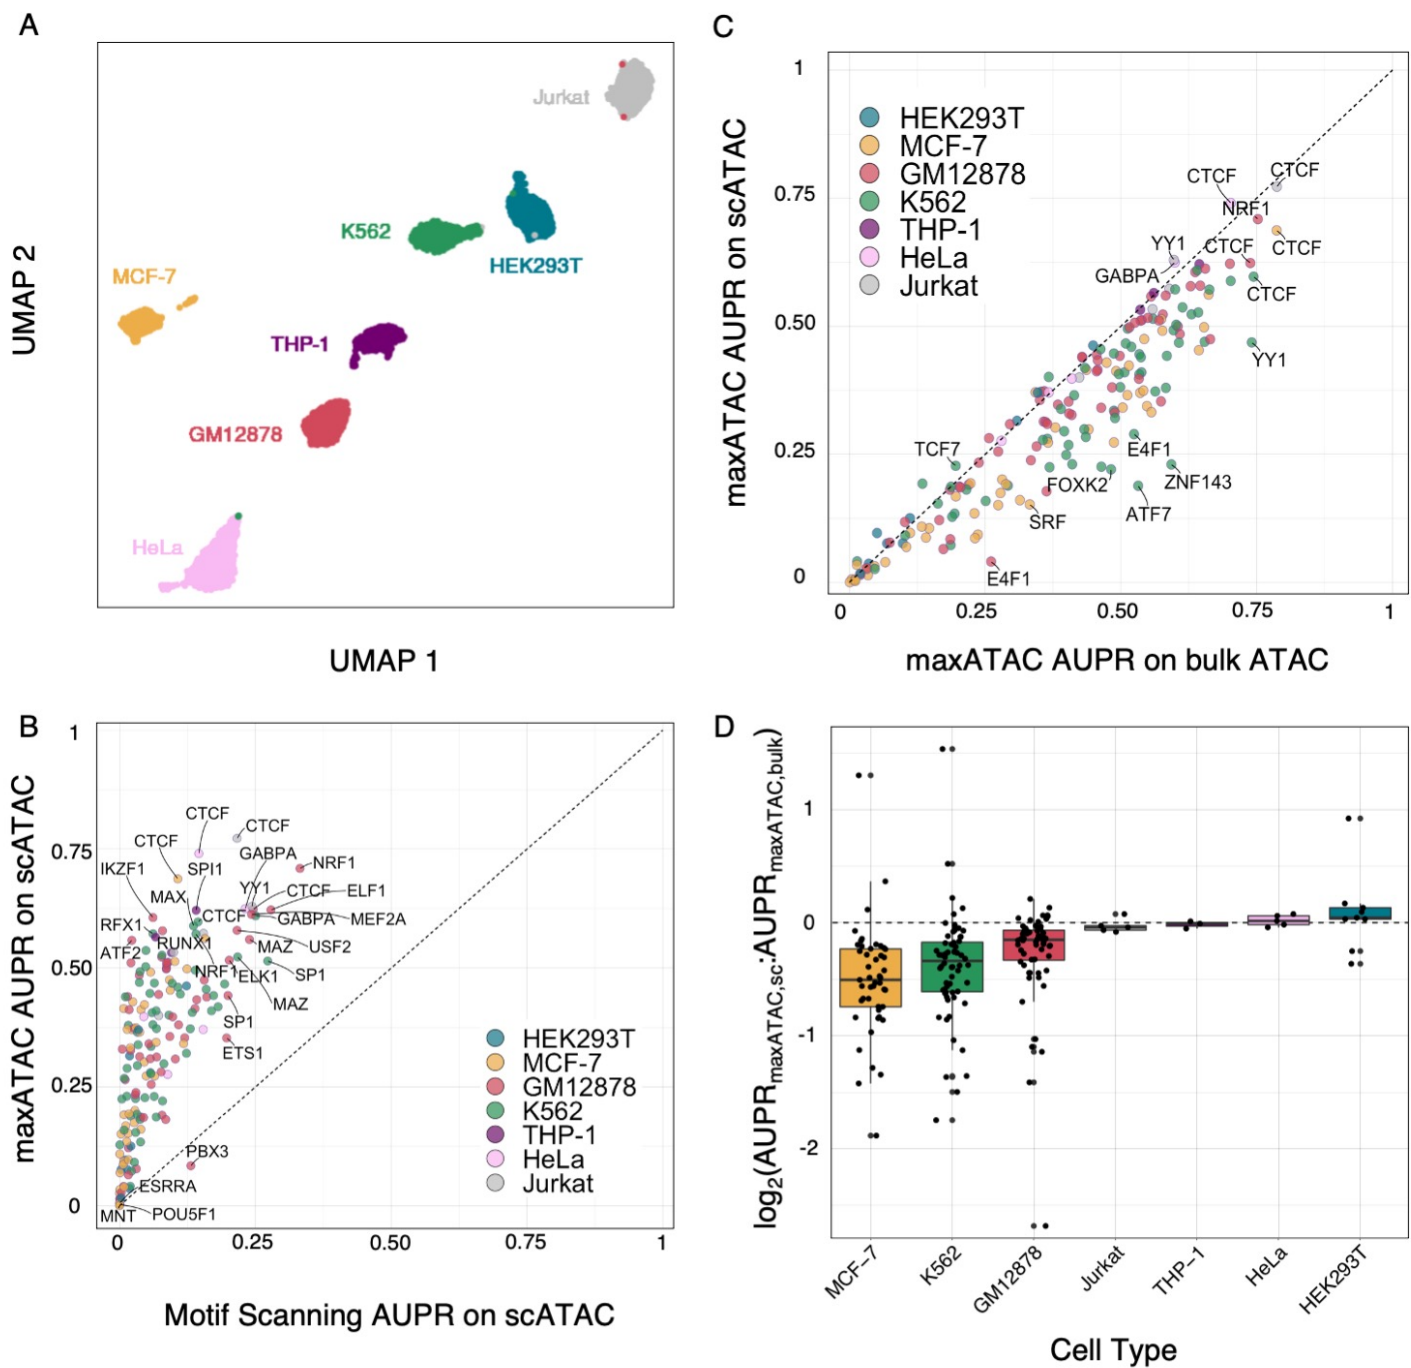 A
Jurkat
K562
HEK293T
MCF-7
THP-1
GM12878
HeLa
UMAP 2
UMAP 1
C
1
0.75
0.50
0.25
0
HEK293T
MCF-7
GM12878
K562
THP-1
HeLa
Jurkat
CTCF
CTCF
NRF1
YY1
CTCF
CTCF
GABPA
CTCF
YY1
TCF7
E4F1
FOXK2
ZNF143
SRF
ATF7
E4F1
0
0.25
0.50
0.75
1
maxATAC AUPR on scATAC
maxATAC AUPR on bulk ATAC
B
1
0.75
0.50
0.25
0
CTCF
CTCF
CTCF
GABPA
IKZF1
SPI1
NRF1
MAX
YY1
CTCF
ELF1
RFX1
CTCF
GABPA
MEF2A
ATF2
RUNX1
MAZ
USF2
NRF1
ELK1
SP1
MAZ
SP1
ETS1
PBX3
ESRRA
MNT
POU5F1
HEK293T
MCF-7
GM12878
K562
THP-1
HeLa
Jurkat
0
0.25
0.50
0.75
1
maxATAC AUPR on scATAC
Motif Scanning AUPR on scATAC
D
log2(AUPRmaxATAC,sc:AUPRmaxATAC,bulk)
1
0
-1
-2
MCF-7
K562
GM12878
Jurkat
THP-1
HeLa
HEK293T
Cell Type